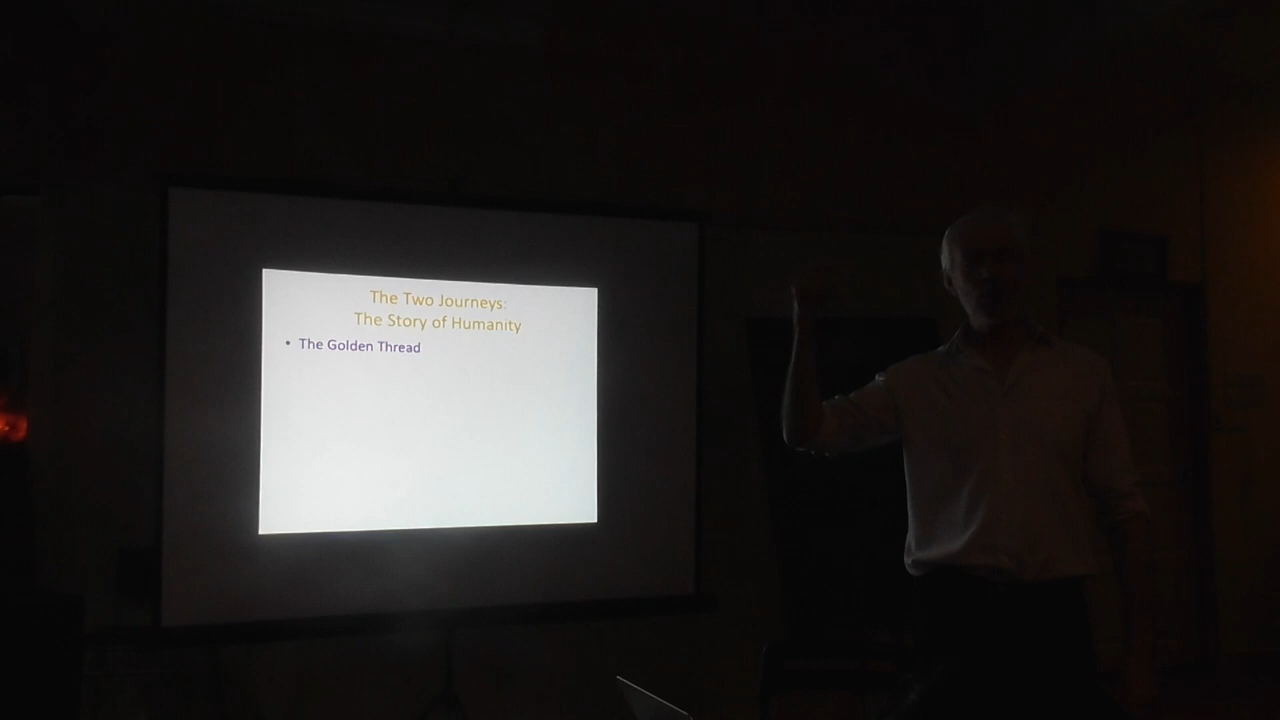 The Two Journeys:
The Story of Humanity
• The Golden Thread